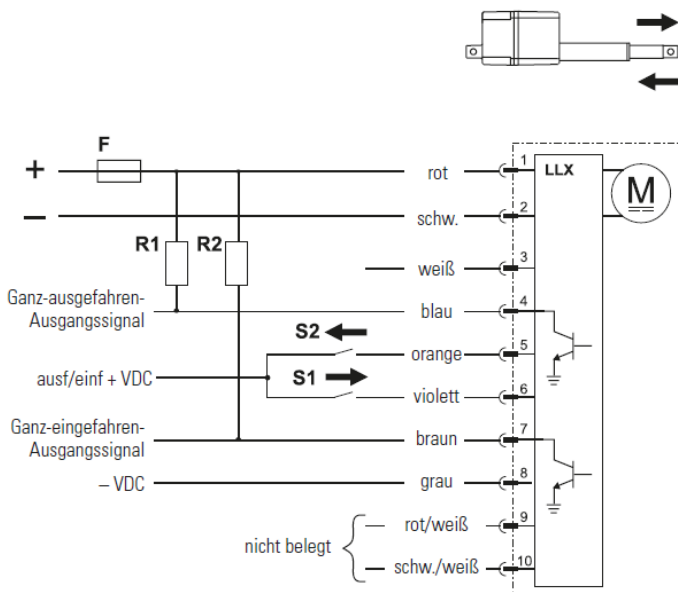 F
+
rot
1
LLX
M
–
schw.
2
R1
R2
weiß
3
Ganz-ausgefahren-
Ausgangssignal
blau
4
S2
orange
5
ausf/einf + VDC
S1
violett
6
Ganz-eingefahren-
Ausgangssignal
braun
7
– VDC
grau
8
nicht belegt
rot/weiß
9
schw./weiß
10